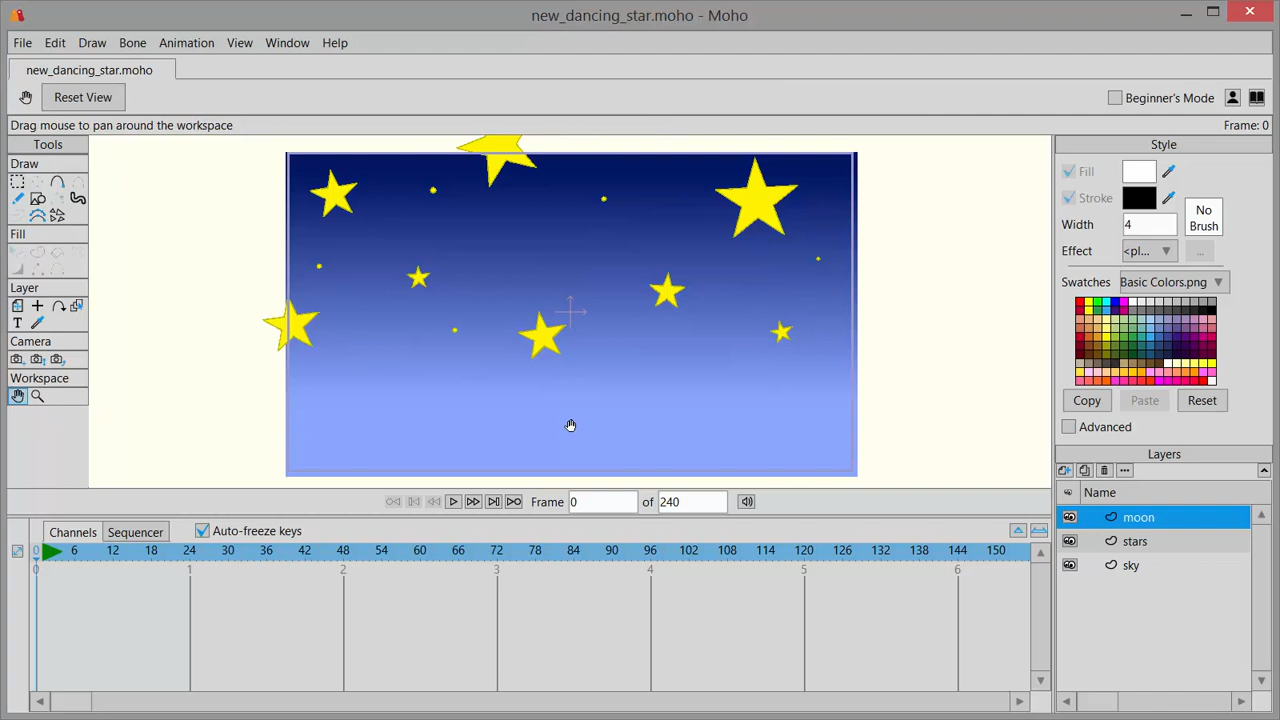 new_dancing_star.moho - Moho
File Edit Draw Bone Animation View Window Help
new_dancing_star.moho
Reset View
Beginner's Mode
Drag mouse to pan around the workspace
Frame: 0
Tools
Style
Draw
Fill
Stroke
Width 4
No
Brush
Effect <pl... ...
Fill
Layer
T
Swatches Basic Colors.png
Camera
Workspace
Copy Paste Reset
Advanced
Layers
Name
moon
stars
sky
Frame 0 of 240
Channels Sequencer Auto-freeze keys
0 6 12 18 24 30 36 42 48 54 60 66 72 78 84 90 96 102 108 114 120 126 132 138 144 150
0 1 2 3 4 5 6